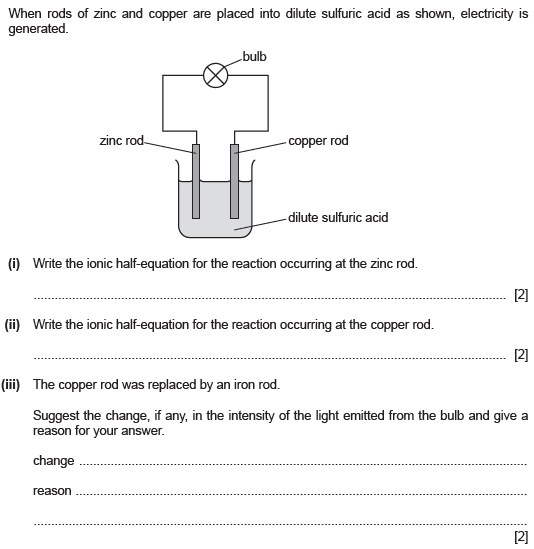 When rods of zinc and copper are placed into dilute sulfuric acid as shown, electricity is
generated.
bulb
zinc rod
copper rod
dilute sulfuric acid
(i) Write the ionic half-equation for the reaction occurring at the zinc rod.
.......................................................................................................................................... [2]
(ii) Write the ionic half-equation for the reaction occurring at the copper rod.
.......................................................................................................................................... [2]
(iii) The copper rod was replaced by an iron rod.
Suggest the change, if any, in the intensity of the light emitted from the bulb and give a
reason for your answer.
change ..............................................................................................................................
reason ...............................................................................................................................
..........................................................................................................................................
[2]